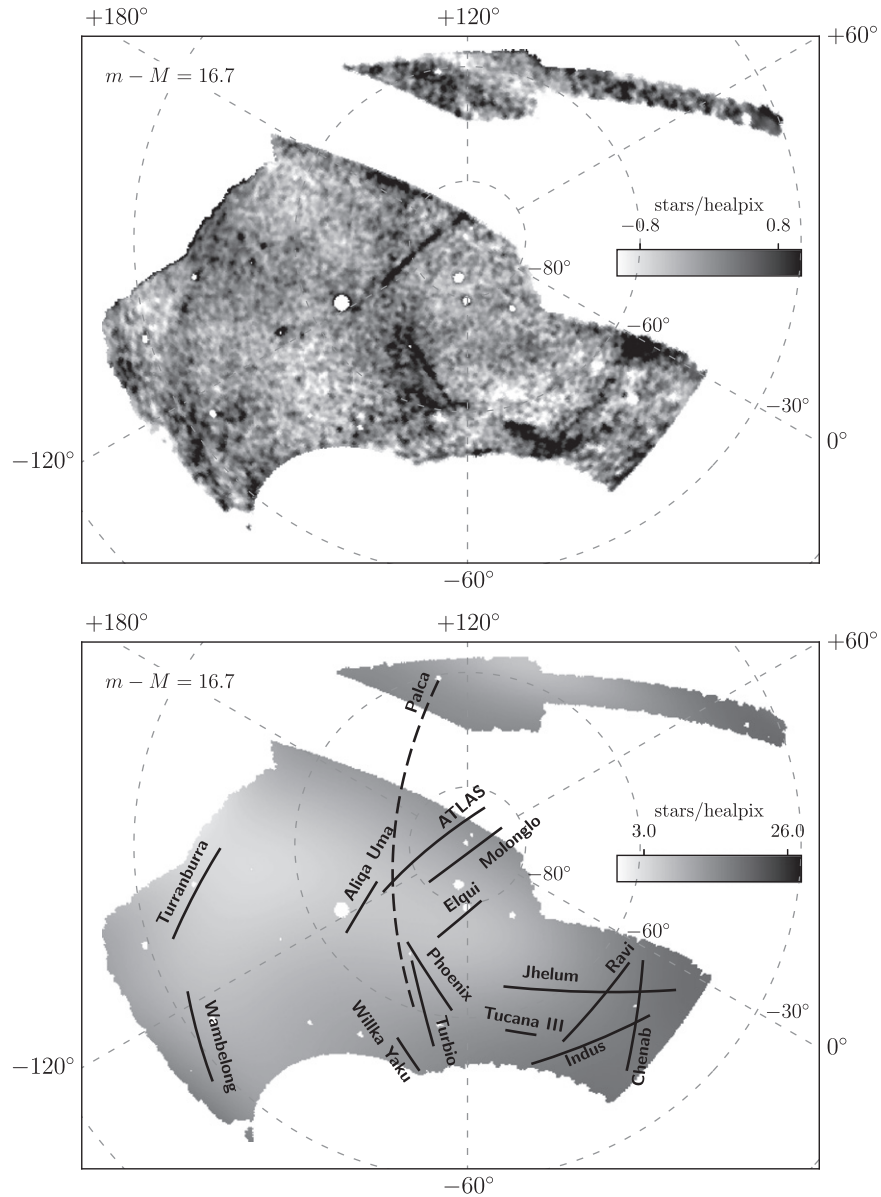 +180°
+120°
+60°
m − M = 16.7
stars/healpix
−0.8
0.8
−80°
−60°
−30°
0°
−120°
−60°
+180°
+120°
+60°
m − M = 16.7
Palca
ATLAS
Molonglo
stars/healpix
3.0
26.0
Aliqa Uma
Turranburra
−80°
Elqui
−60°
Ravi
Phoenix
Jhelum
−30°
Tucana III
0°
Wambelong
Willka Yaku
Turbio
Indus
Chenab
−120°
−60°